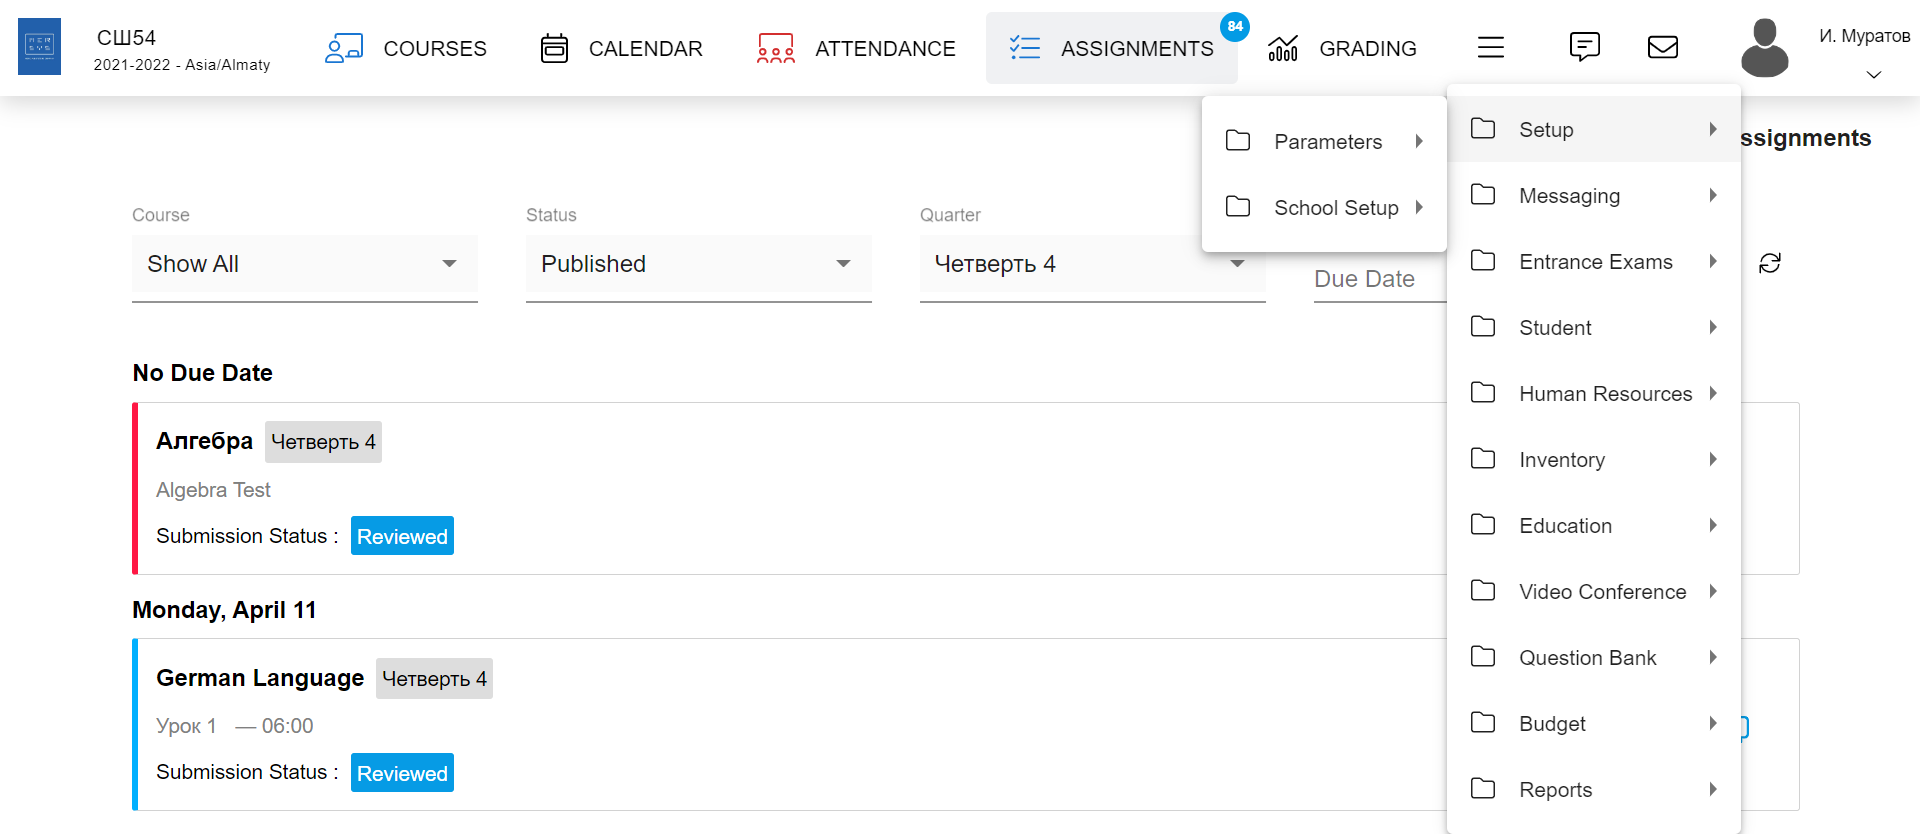 СШ54
2021-2022 - Asia/Almaty
COURSES
CALENDAR
ATTENDANCE
ASSIGNMENTS
84
GRADING
И. Муратов
Parameters
School Setup
Setup
Messaging
Entrance Exams
Student
Human Resources
Inventory
Education
Video Conference
Question Bank
Budget
Reports
ssignments
Course
Show All
Status
Published
Quarter
Четверть 4
Due Date
No Due Date
Алгебра Четверть 4
Algebra Test
Submission Status : Reviewed
Monday, April 11
German Language Четверть 4
Урок 1 — 06:00
Submission Status : Reviewed